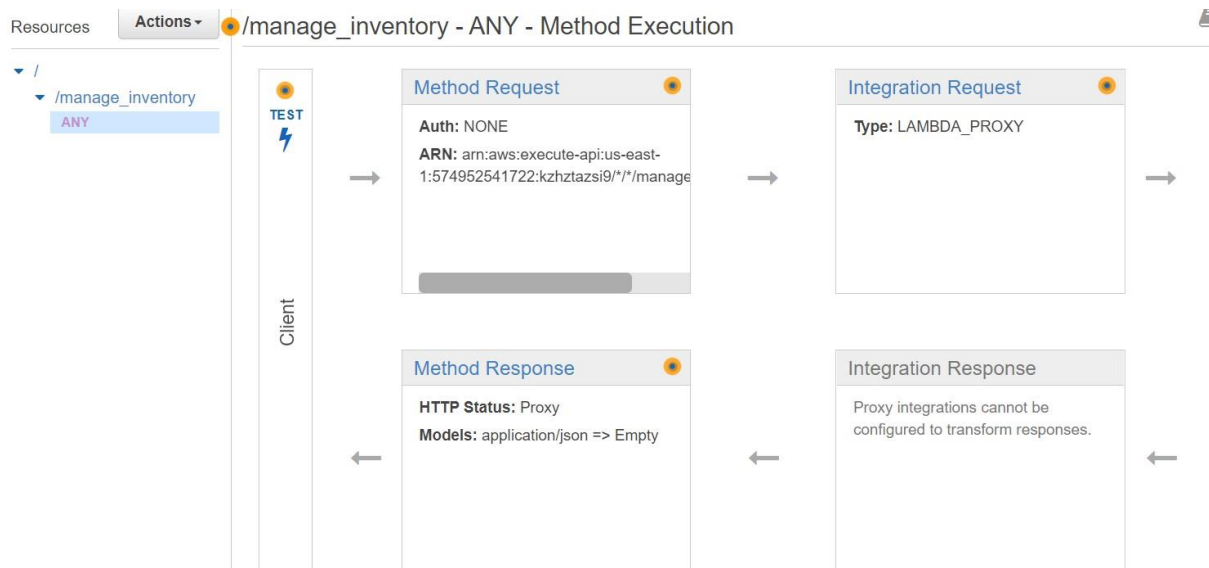 Resources
Actions
/manage_inventory - ANY - Method Execution
/
/manage_inventory
ANY
TEST
Client
Method Request
Auth: NONE
ARN: arn:aws:execute-api:us-east-
1:574952541722:kzhztazsi9/*/*/manage
Integration Request
Type: LAMBDA_PROXY
Method Response
HTTP Status: Proxy
Models: application/json => Empty
Integration Response
Proxy integrations cannot be
configured to transform responses.